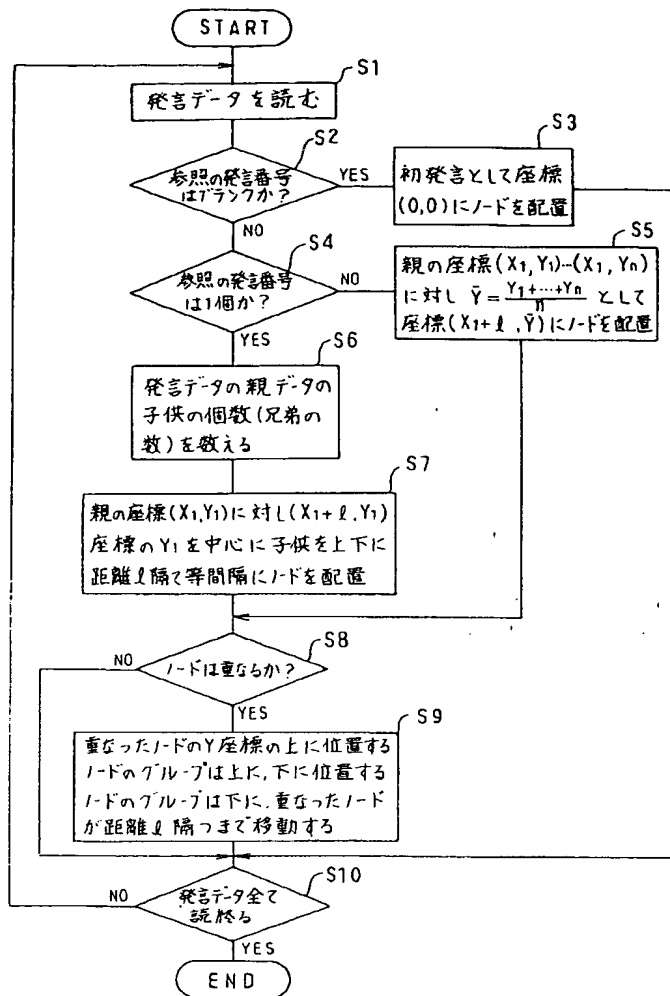 START
S1
発言データを読む
S2
参照の発言番号
はブランクか?
YES
NO
S3
初発言として座標
(0,0)にノードを配置
S4
参照の発言番号
は1個か?
NO
YES
S5
親の座標(X1,Y1)…(X1,Yn)
に対し Ȳ=(Y1+…+Yn)/n として
座標(X1+ℓ,Ȳ)にノードを配置
S6
発言データの親データの
子供の個数(兄弟の
数)を数える
S7
親の座標(X1,Y1)に対し(X1+ℓ,Y1)
座標のY1を中心に子供を上下に
距離ℓ隔て等間隔にノードを配置
S8
ノードは重なるか?
NO
YES
S9
重なったノードのY座標の上に位置する
ノードのグループは上に,下に位置する
ノードのグループは下に,重なったノード
が距離ℓ隔つまで移動する
S10
発言データ全て
読終る
NO
YES
END